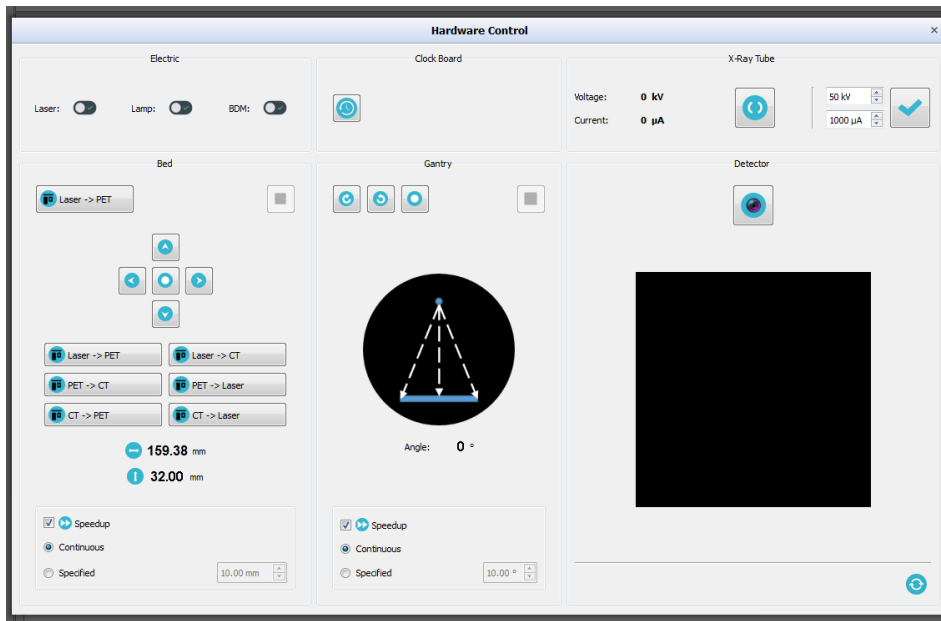 Hardware Control
Electric
Laser:
Lamp:
BDM:
Clock Board
X-Ray Tube
Voltage: 0 kV
Current: 0 µA
50 kV
1000 µA
Bed
Laser -> PET
Laser -> PET
Laser -> CT
PET -> CT
PET -> Laser
CT -> PET
CT -> Laser
159.38 mm
32.00 mm
Speedup
Continuous
Specified
10.00 mm
Gantry
Angle: 0 °
Speedup
Continuous
Specified
10.00 °
Detector